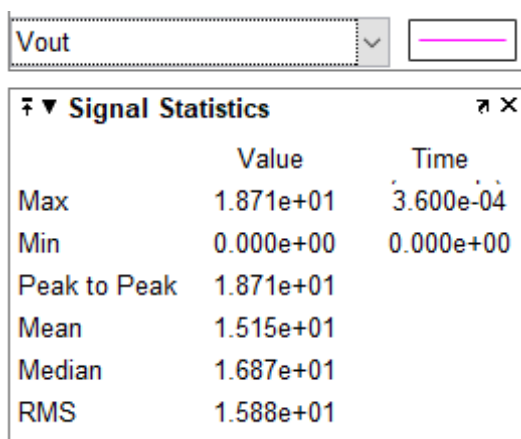 Vout
Signal Statistics
Value Time
Max 1.871e+01 3.600e-04
Min 0.000e+00 0.000e+00
Peak to Peak 1.871e+01
Mean 1.515e+01
Median 1.687e+01
RMS 1.588e+01